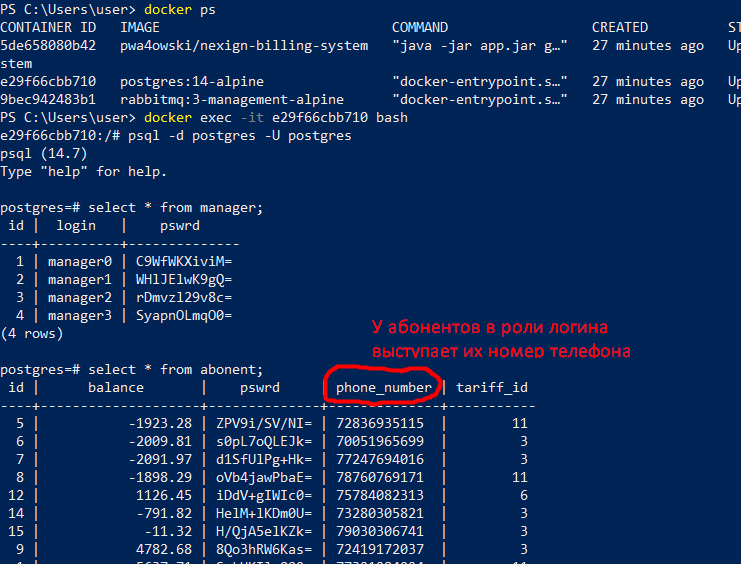 PS C:\Users\user> docker ps
CONTAINER ID   IMAGE                            COMMAND                  CREATED          ST
5de658080b42   pwa4owski/nexign-billing-system   "java -jar app.jar g…"   27 minutes ago   Up
stem
e29f66cbb710   postgres:14-alpine               "docker-entrypoint.s…"   27 minutes ago   Up
9bec942483b1   rabbitmq:3-management-alpine     "docker-entrypoint.s…"   27 minutes ago   Up
PS C:\Users\user> docker exec -it e29f66cbb710 bash
e29f66cbb710:/# psql -d postgres -U postgres
psql (14.7)
Type "help" for help.
postgres=# select * from manager;
 id |  login   |    pswrd
----+----------+--------------
  1 | manager0 | C9WfWKXiviM=
  2 | manager1 | WHlJElwK9gQ=
  3 | manager2 | rDmvzl29v8c=
  4 | manager3 | SyapnOLmqO0=
(4 rows)
У абонентов в роли логина
выступает их номер телефона
postgres=# select * from abonent;
 id |      balance       |    pswrd     | phone_number | tariff_id
----+--------------------+--------------+--------------+-----------
  5 |           -1923.28 | ZPV9i/SV/NI= | 72836935115  |        11
  6 |           -2009.81 | s0pL7oQLEJk= | 70051965699  |         3
  7 |           -2091.97 | d1SfUlPg+Hk= | 77247694016  |         3
  8 |           -1898.29 | oVb4jawPbaE= | 78760769171  |        11
 12 |            1126.45 | iDdV+gIWIc0= | 75784082313  |         6
 14 |            -791.82 | HelM+lKDm0U= | 73280305821  |         3
 15 |             -11.32 | H/QjA5elKZk= | 79030306741  |         3
  9 |            4782.68 | 8Qo3hRW6Kas= | 72419172037  |         3